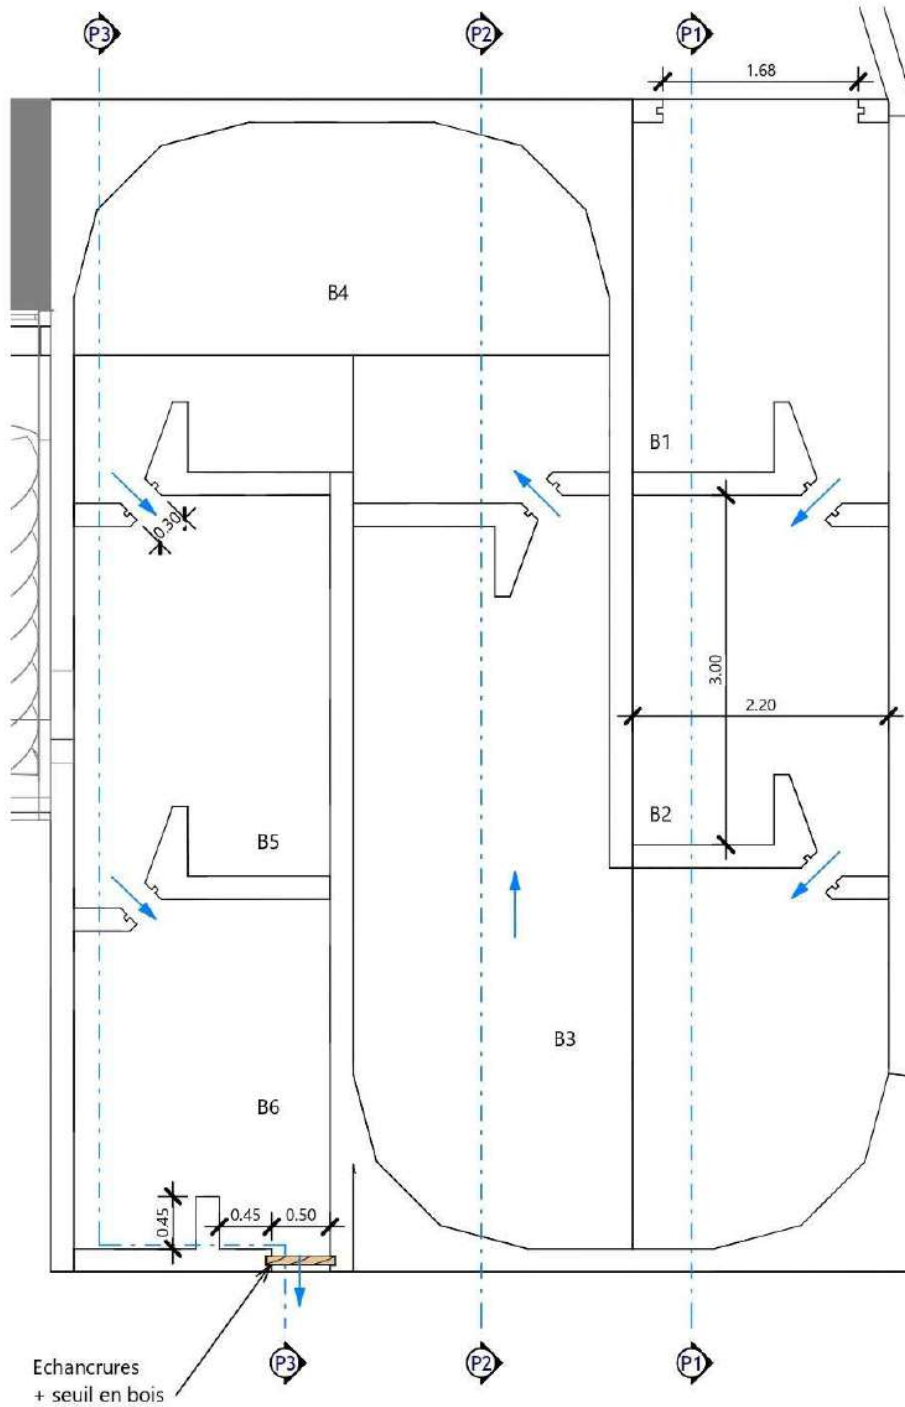 P3
P2
P1
1.68
B4
B1
0.30
3.00
2.20
B2
B5
B3
B6
0.45
0.45
0.50
P3
P2
P1
Echancrures
+ seuil en bois